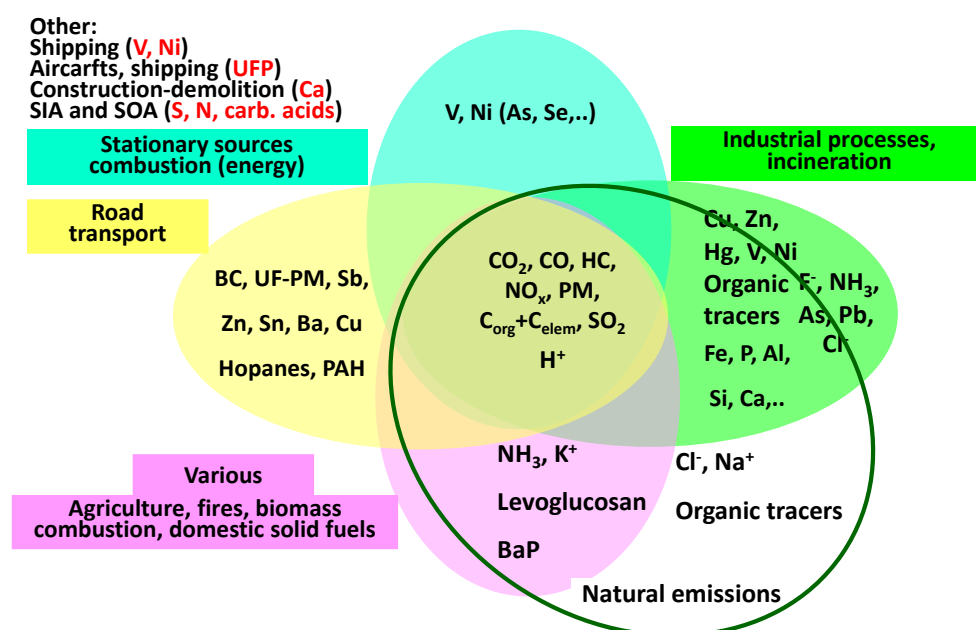 Other:
Shipping (V, Ni)
Aircarfts, shipping (UFP)
Construction-demolition (Ca)
SIA and SOA (S, N, carb. acids)
Stationary sources
combustion (energy)
Road
transport
V, Ni (As, Se,..)
Industrial processes,
incineration
BC, UF-PM, Sb,
Zn, Sn, Ba, Cu
Hopanes, PAH
CO₂, CO, HC,
NOₓ, PM,
C_org+C_elem, SO₂
H⁺
Cu, Zn,
Hg, V, Ni
Organic
tracers
Fe, P, Al,
Si, Ca,..
F⁻, NH₃,
As, Pb,
Cl⁻
Various
Agriculture, fires, biomass
combustion, domestic solid fuels
NH₃, K⁺
Levoglucosan
BaP
Cl⁻, Na⁺
Organic tracers
Natural emissions